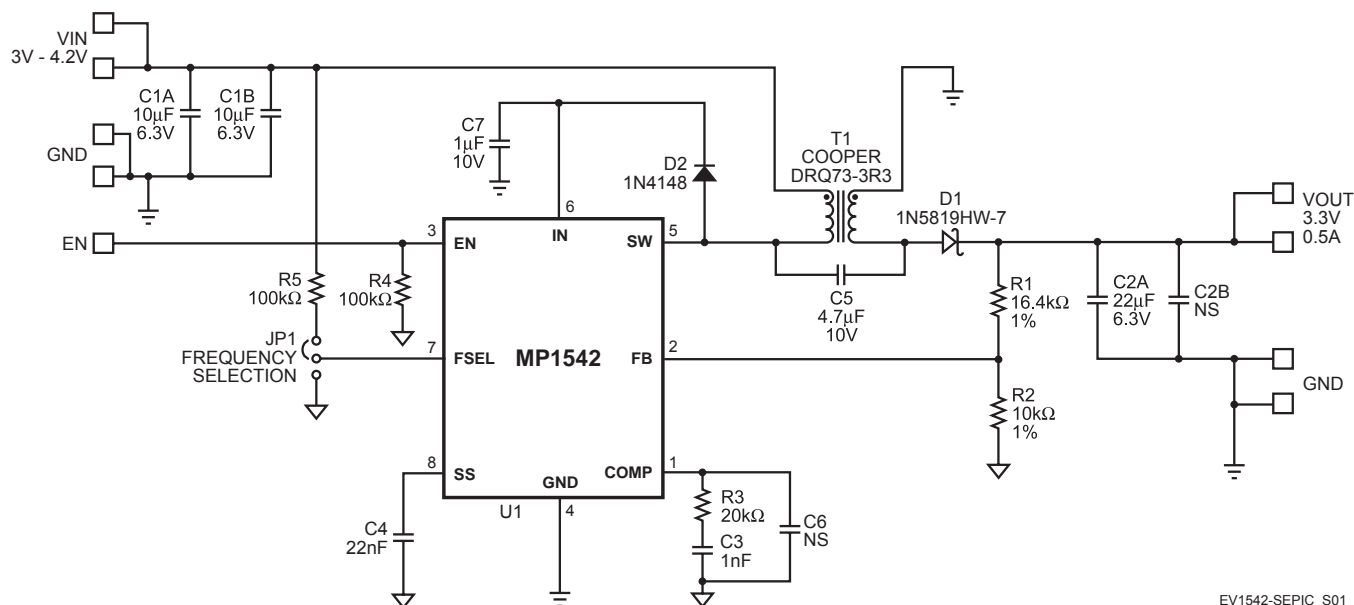 VIN
3V - 4.2V
C1A
10µF
6.3V
C1B
10µF
6.3V
GND
EN
C7
1µF
10V
D2
1N4148
T1
COOPER
DRQ73-3R3
D1
1N5819HW-7
VOUT
3.3V
0.5A
R5
100kΩ
R4
100kΩ
JP1
FREQUENCY
SELECTION
3
EN
6
IN
5
SW
7
FSEL
MP1542
2
FB
8
SS
GND
4
1
COMP
U1
C5
4.7µF
10V
R1
16.4kΩ
1%
C2A
22µF
6.3V
C2B
NS
R2
10kΩ
1%
GND
C4
22nF
R3
20kΩ
C3
1nF
C6
NS
EV1542-SEPIC_S01